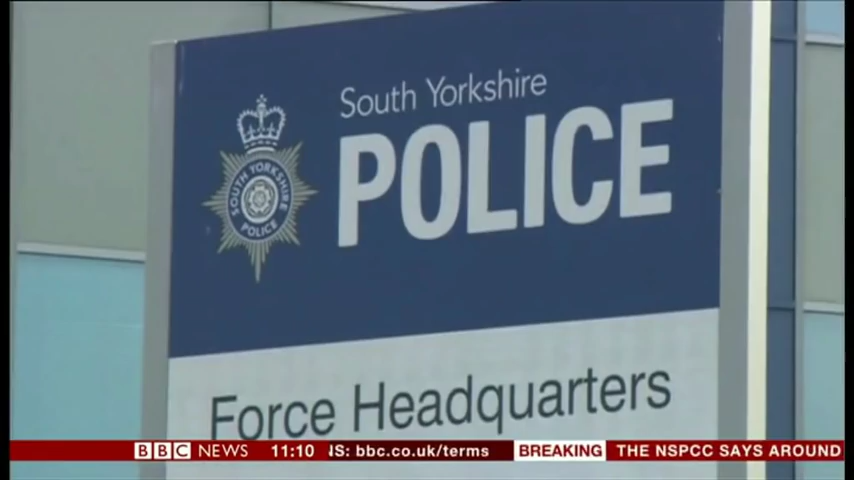 South Yorkshire
POLICE
SOUTH YORKSHIRE
POLICE
Force Headquarters
BBC NEWS 11:10 NS: bbc.co.uk/terms BREAKING THE NSPCC SAYS AROUND